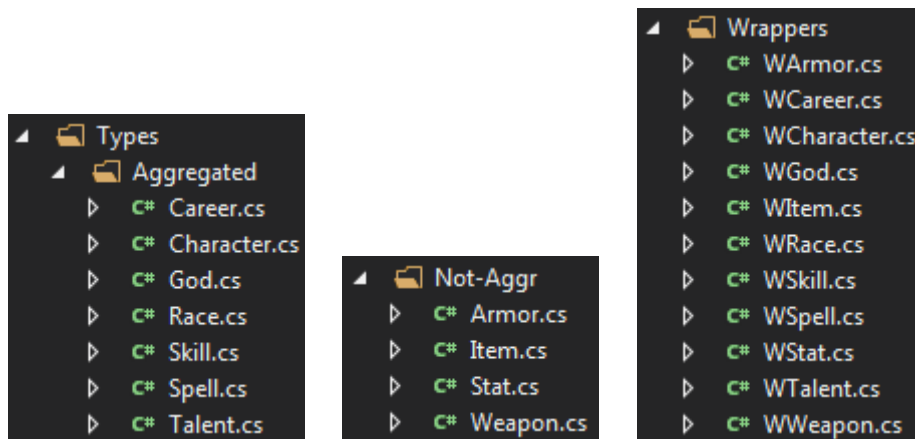 Types
Aggregated
C# Career.cs
C# Character.cs
C# God.cs
C# Race.cs
C# Skill.cs
C# Spell.cs
C# Talent.cs
Not-Aggr
C# Armor.cs
C# Item.cs
C# Stat.cs
C# Weapon.cs
Wrappers
C# WArmor.cs
C# WCareer.cs
C# WCharacter.cs
C# WGod.cs
C# WItem.cs
C# WRace.cs
C# WSkill.cs
C# WSpell.cs
C# WStat.cs
C# WTalent.cs
C# WWeapon.cs